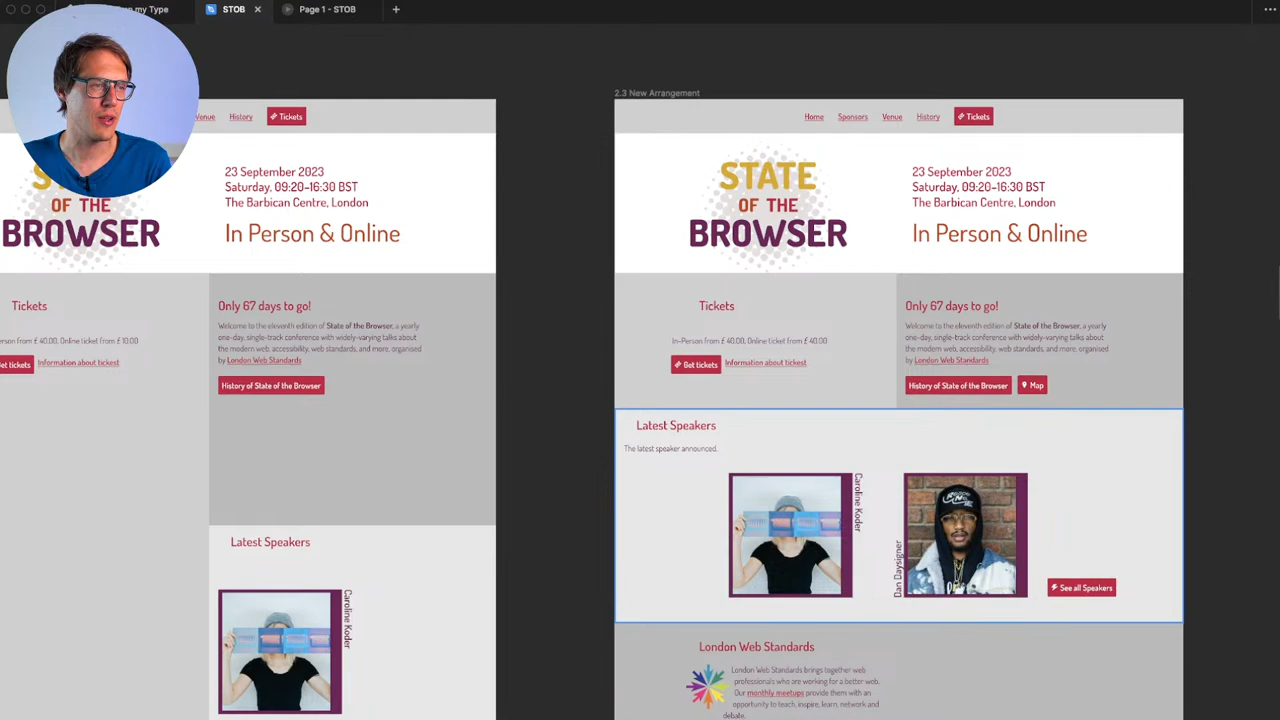 my Type
STOB
Page 1 - STOB
Venue
History
Tickets
OF THE
BROWSER
23 September 2023
Saturday, 09:20–16:30 BST
The Barbican Centre, London
In Person & Online
Tickets
erson from £ 40.00, Online ticket from £ 10.00
et tickets
Information about tickest
Only 67 days to go!
Welcome to the eleventh edition of State of the Browser, a yearly
one-day, single-track conference with widely-varying talks about
the modern web, accessibility, web standards, and more, organised
by London Web Standards
History of State of the Browser
Latest Speakers
Caroline Koder
2.3 New Arrangement
Home
Sponsors
Venue
History
Tickets
STATE
OF THE
BROWSER
23 September 2023
Saturday, 09:20–16:30 BST
The Barbican Centre, London
In Person & Online
Tickets
In-Person from £ 40.00, Online ticket from £ 40.00
Get tickets
Information about tickest
Only 67 days to go!
Welcome to the eleventh edition of State of the Browser, a yearly
one-day, single-track conference with widely-varying talks about
the modern web, accessibility, web standards, and more, organised
by London Web Standards
History of State of the Browser
Map
Latest Speakers
The latest speaker announced.
Caroline Koder
Dan Daysigner
See all Speakers
London Web Standards
London Web Standards brings together web
professionals who are working for a better web.
Our monthly meetups provide them with an
opportunity to teach, inspire, learn, network and
debate.